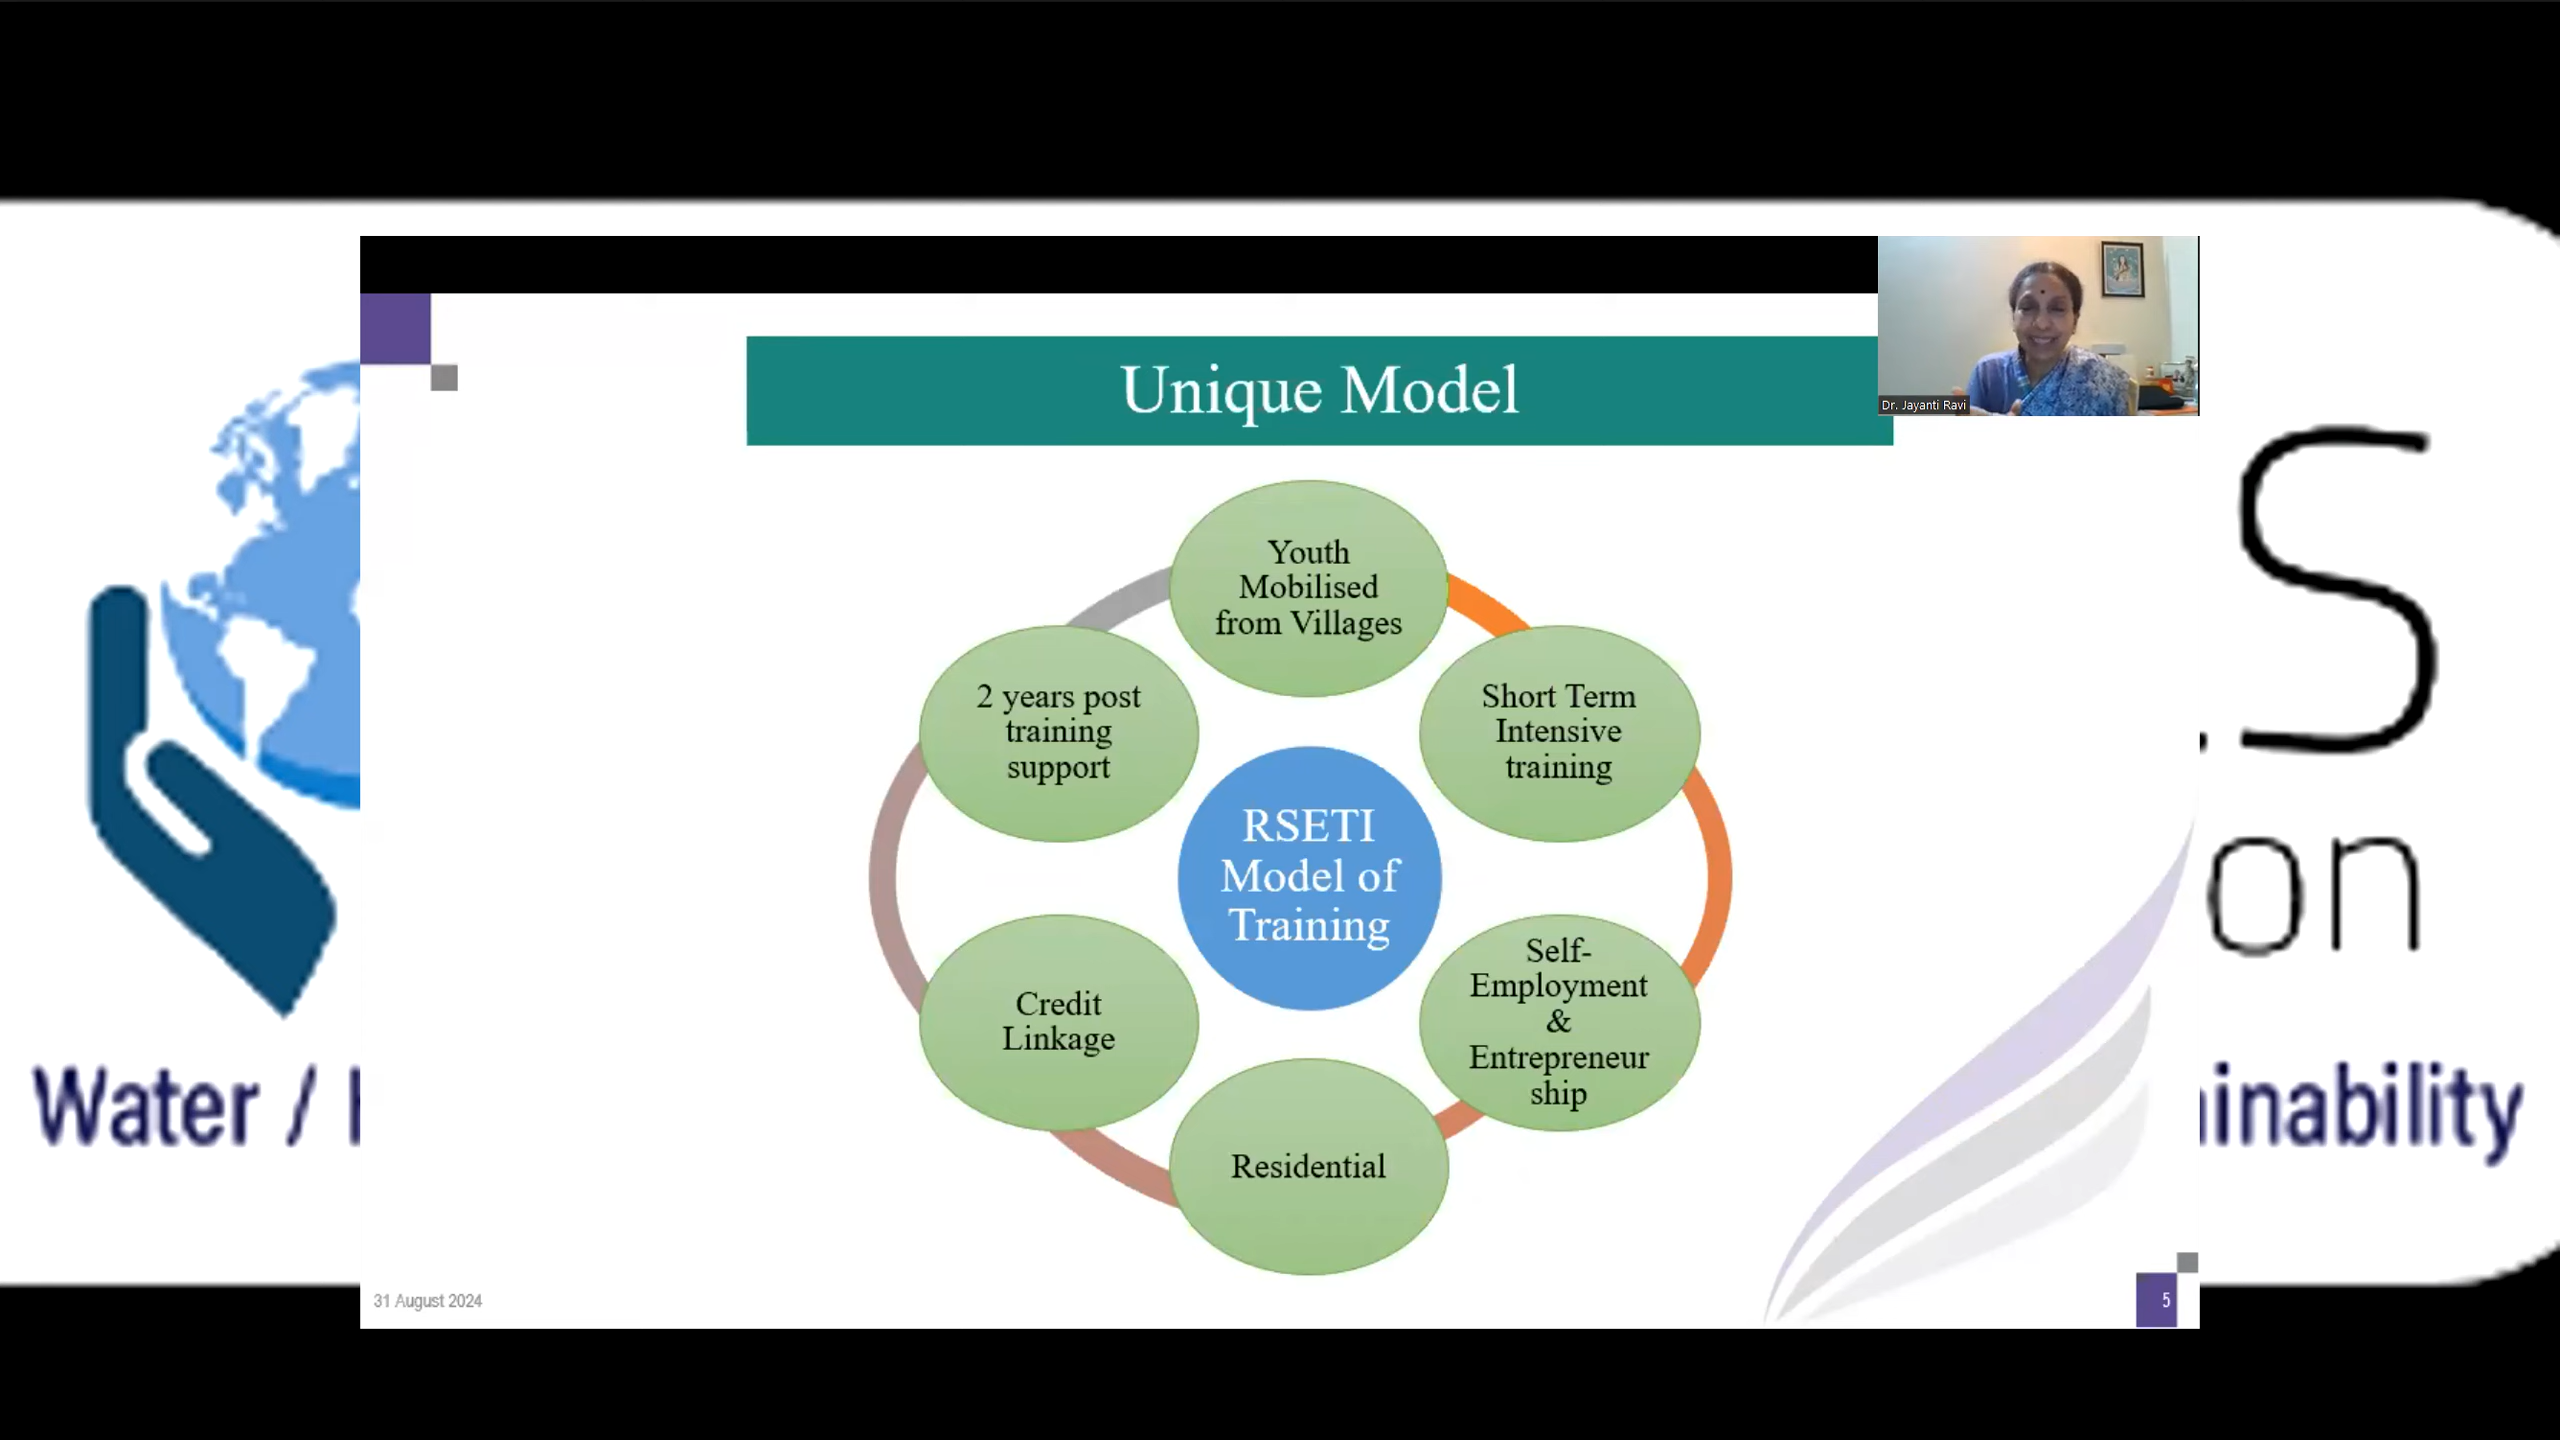 Unique Model
Dr. Jayanti Ravi
Youth
Mobilised
from Villages
Short Term
Intensive
training
Self-
Employment
&
Entrepreneur
ship
Residential
Credit
Linkage
2 years post
training
support
RSETI
Model of
Training
S
on
Water /
inability
31 August 2024
5